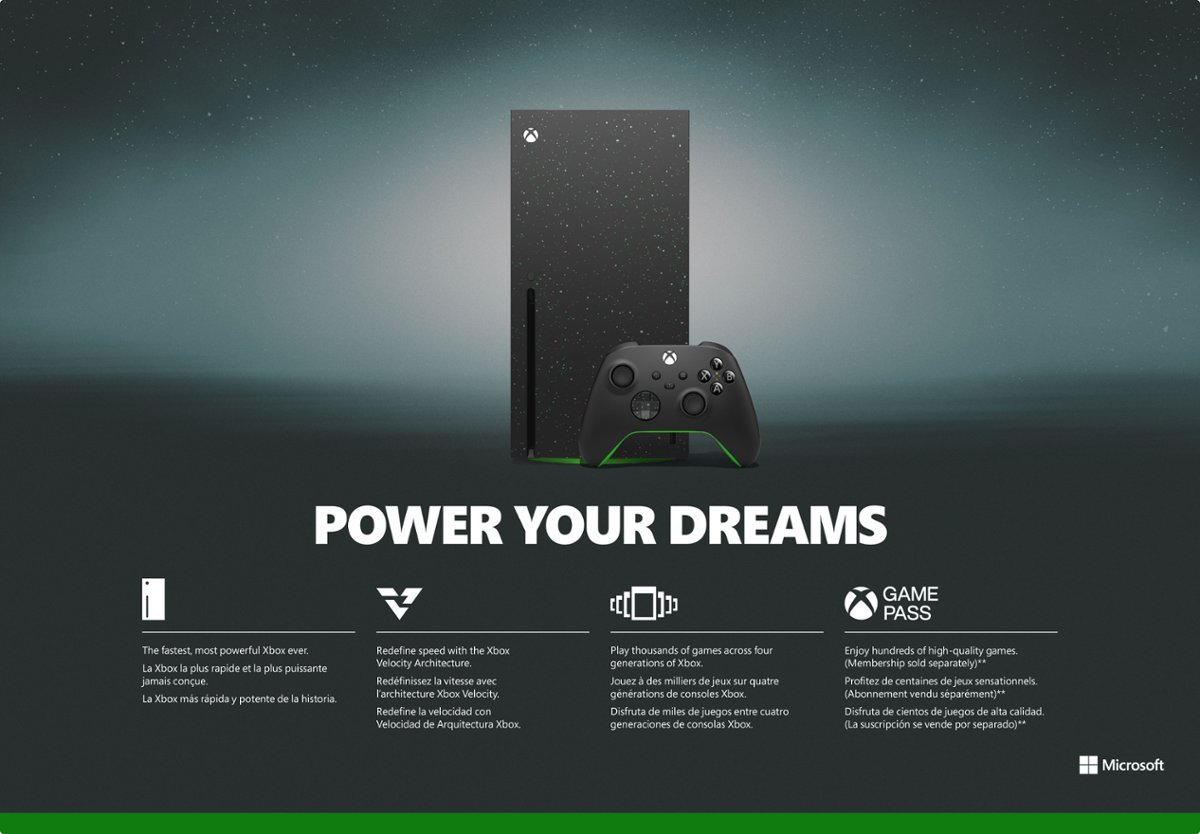 Y
X B
A
POWER YOUR DREAMS
GAME
PASS
The fastest, most powerful Xbox ever.
La Xbox la plus rapide et la plus puissante
jamais conçue.
La Xbox más rápida y potente de la historia.
Redefine speed with the Xbox
Velocity Architecture.
Redéfinissez la vitesse avec
l'architecture Xbox Velocity.
Redefine la velocidad con
Velocidad de Arquitectura Xbox.
Play thousands of games across four
generations of Xbox.
Jouez à des milliers de jeux sur quatre
générations de consoles Xbox.
Disfruta de miles de juegos entre cuatro
generaciones de consolas Xbox.
Enjoy hundreds of high-quality games.
(Membership sold separately)**
Profitez de centaines de jeux sensationnels.
(Abonnement vendu séparément)**
Disfruta de cientos de juegos de alta calidad.
(La suscripción se vende por separado)**
Microsoft